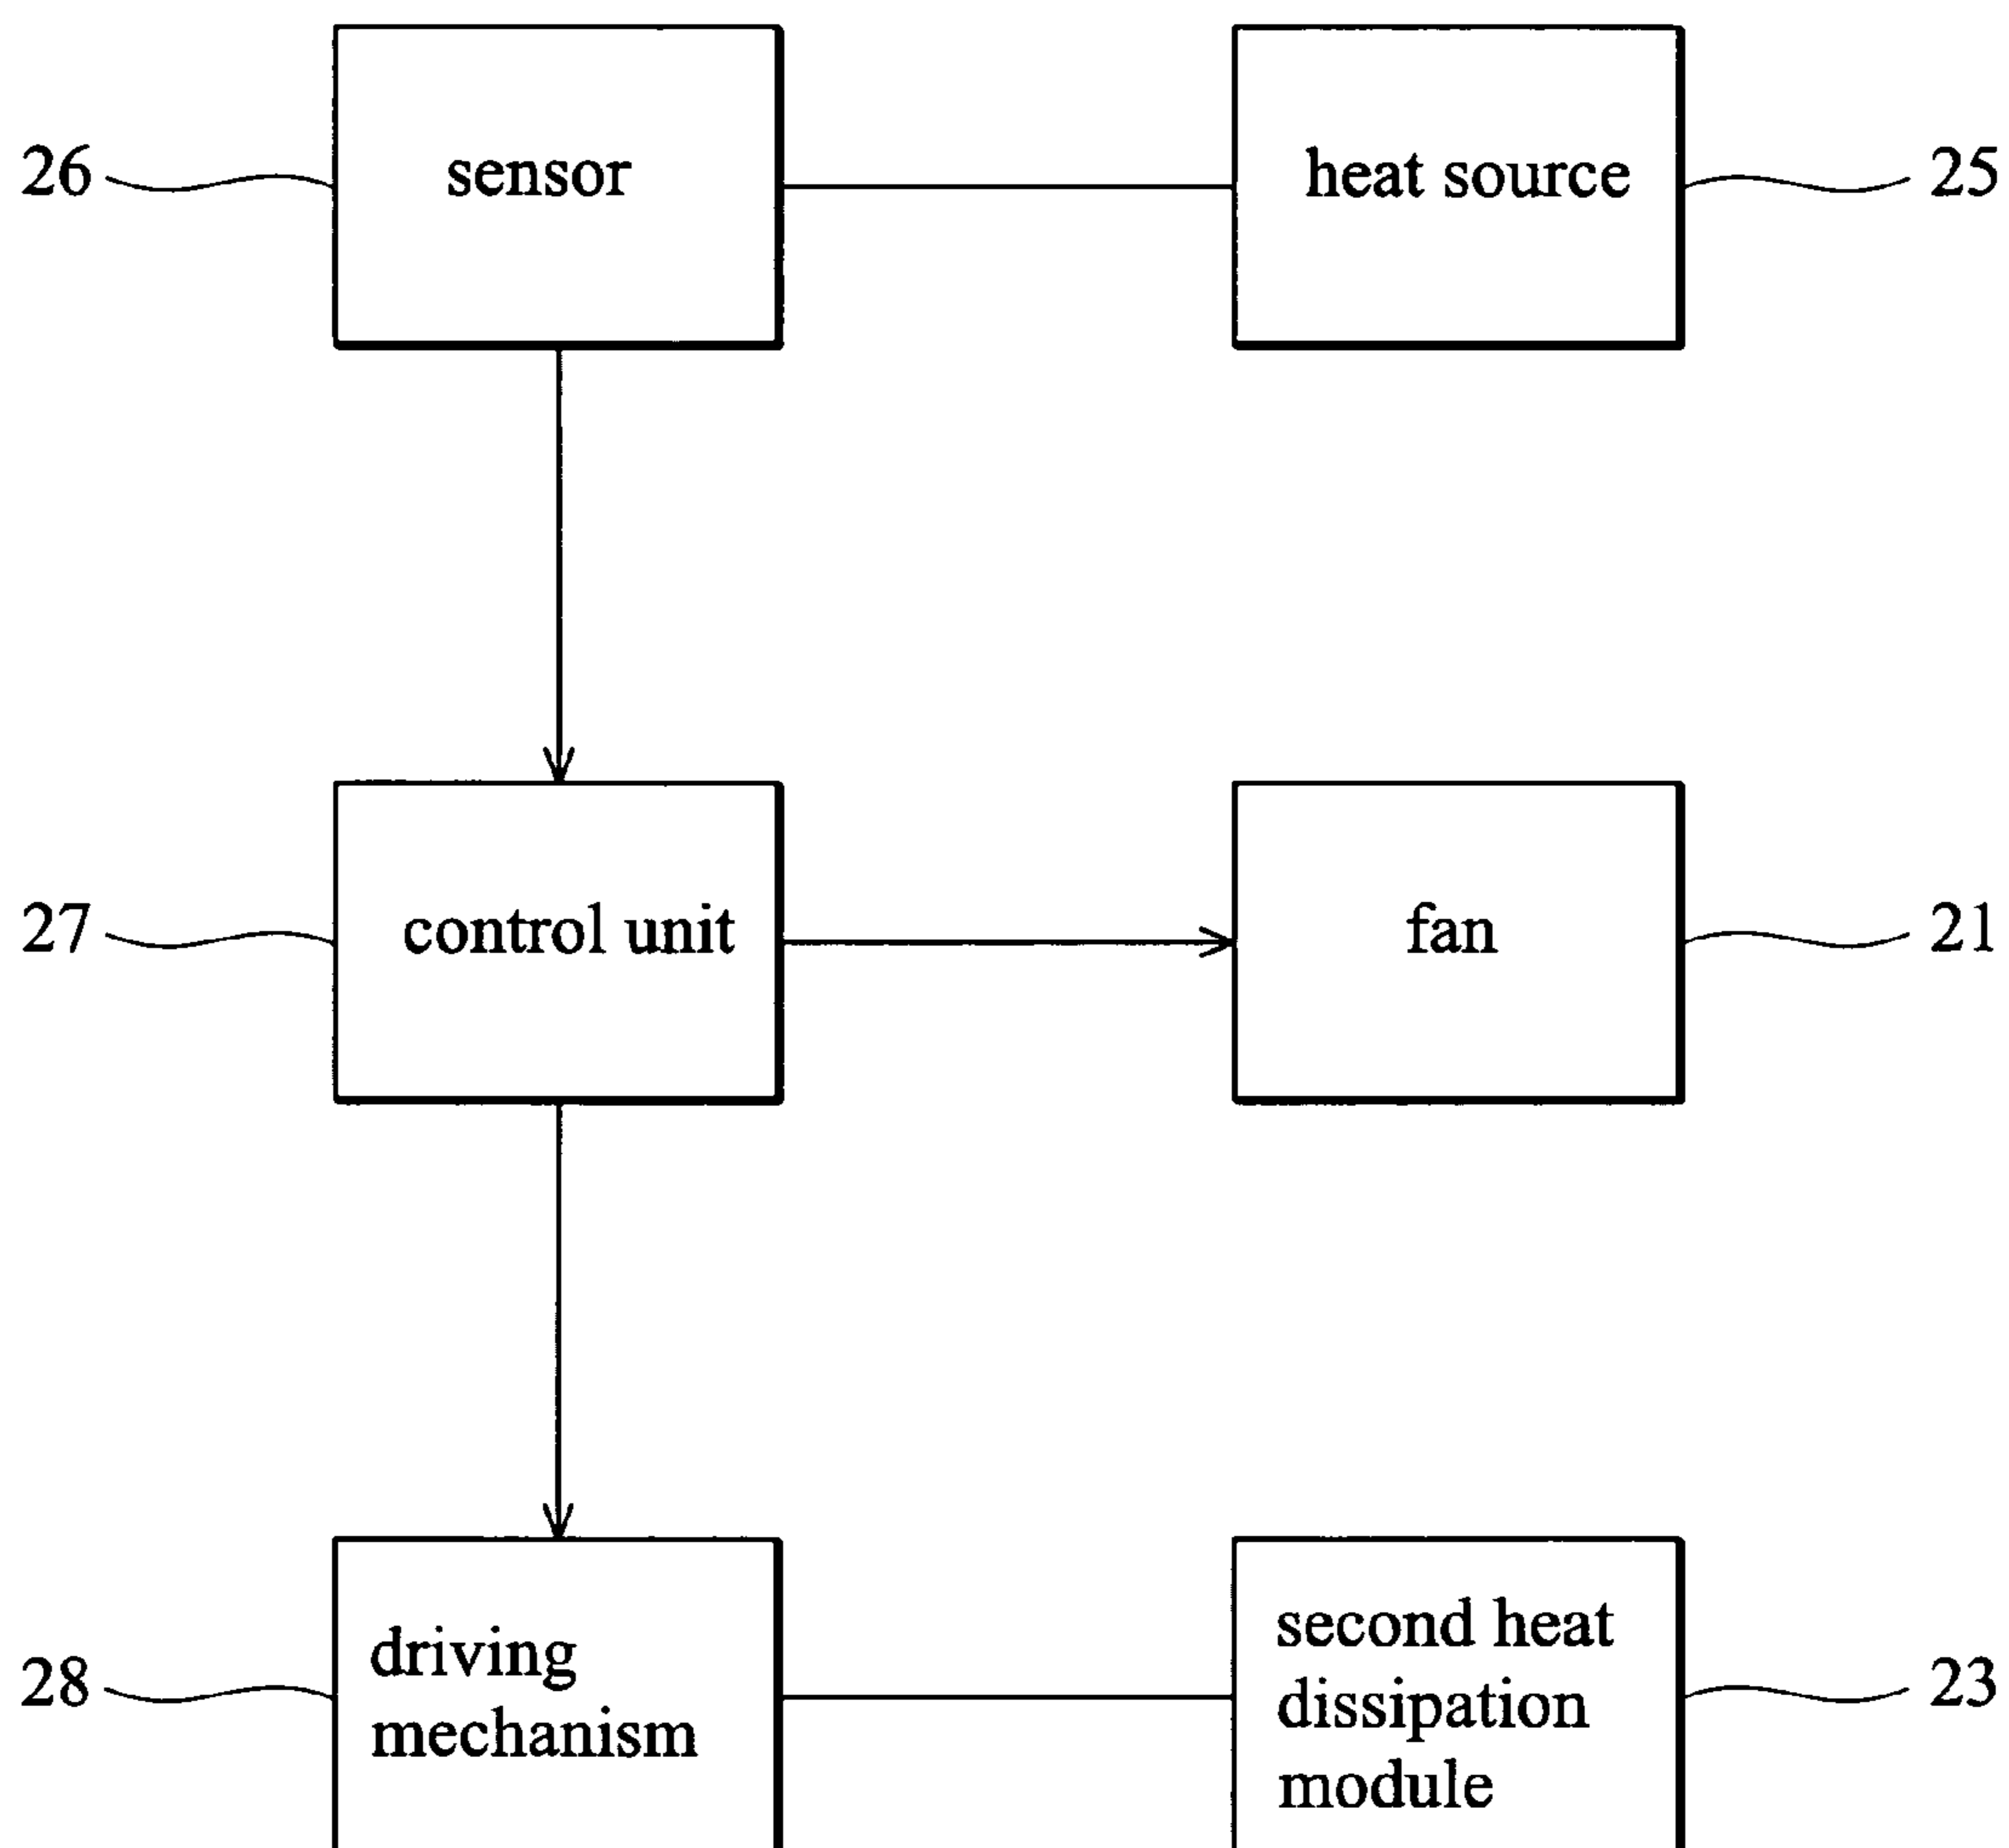 26
sensor
heat source
25
27
control unit
fan
21
28
driving
mechanism
second heat
dissipation
module
23